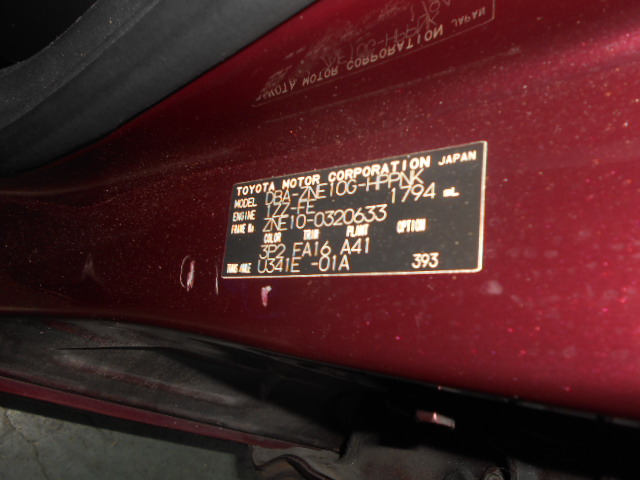 TOYOTA MOTOR CORPORATION JAPAN
MODEL DBA-ZNE10G-HPPNK
ENGINE 1ZZ-FE 1794 mL
FRAME No ZNE10-0320633
COLOR TRIM PLANT OPTION
3P2 FA16 A41
TRANS/AXLE U341E -01A 393